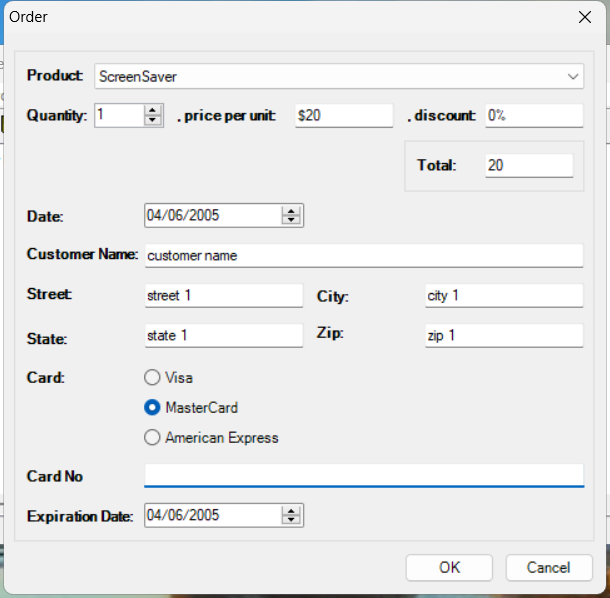 Order
Product: ScreenSaver
Quantity: 1 , price per unit: $20 , discount: 0%
Total: 20
Date: 04/06/2005
Customer Name: customer name
Street: street 1 City: city 1
State: state 1 Zip: zip 1
Card: Visa
MasterCard
American Express
Card No
Expiration Date: 04/06/2005
OK Cancel